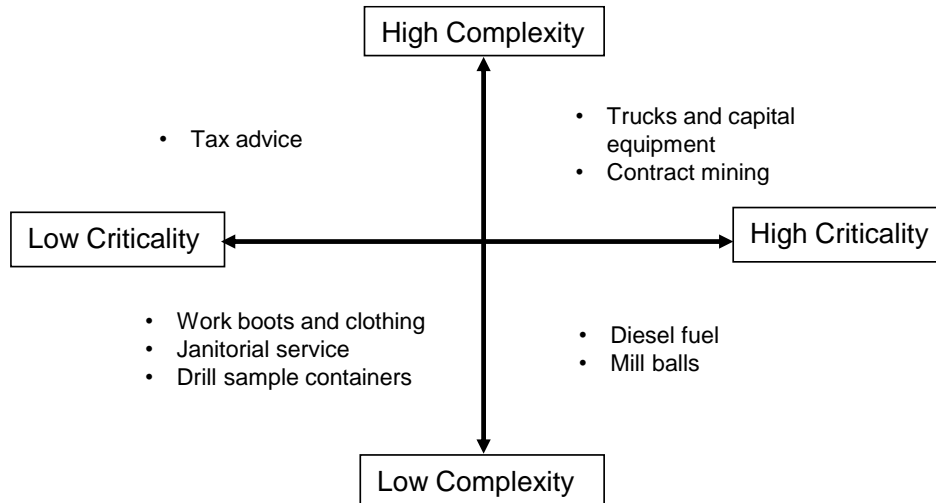 High Complexity
• Tax advice
• Trucks and capital
equipment
• Contract mining
Low Criticality
High Criticality
• Work boots and clothing
• Janitorial service
• Drill sample containers
• Diesel fuel
• Mill balls
Low Complexity